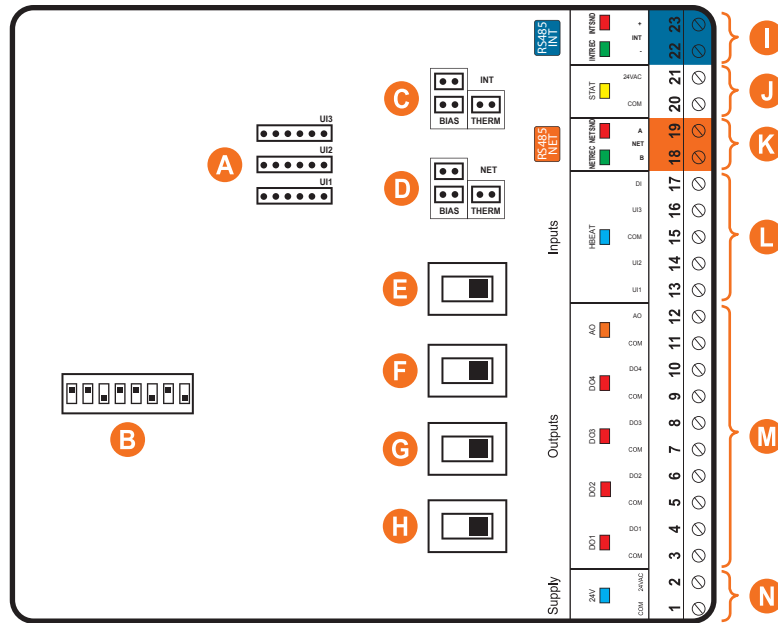 RS485
INT
INTREC INTSND
+
INT
-
23
22
I
C
INT
BIAS
THERM
STAT
24VAC
COM
21
20
J
A
UI3
UI2
UI1
RS485
NET
NETREC NETSND
A
NET
B
19
18
K
D
NET
BIAS
THERM
Inputs
HBEAT
DI
UI3
COM
UI2
UI1
17
16
15
14
13
L
E
F
G
H
B
Outputs
AO
AO
COM
12
11
DO4
DO4
COM
10
9
DO3
DO3
COM
8
7
DO2
DO2
COM
6
5
DO1
DO1
COM
4
3
M
Supply
24V
24VAC
COM
2
1
N